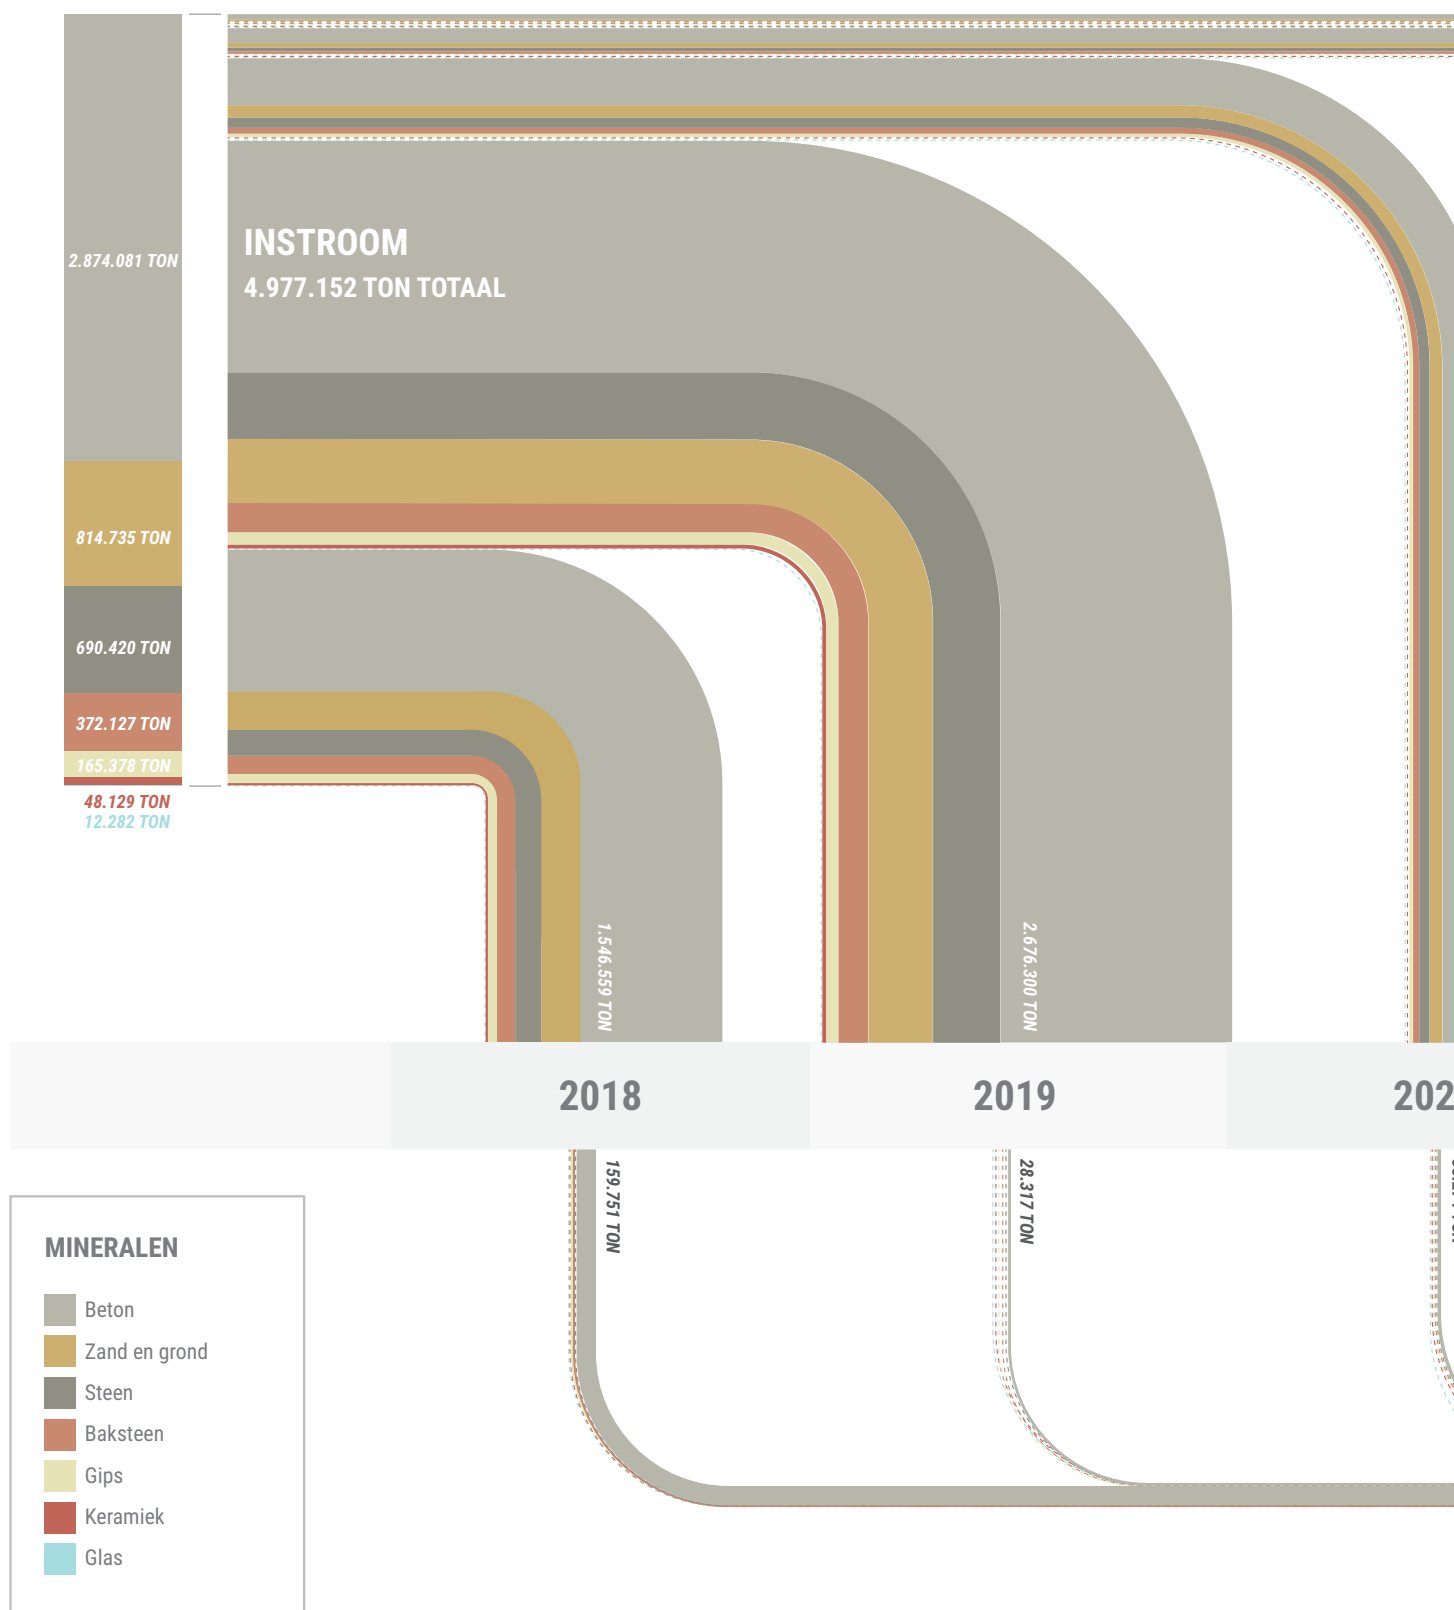 INSTROOM
4.977.152 TON TOTAAL
2.874.081 TON
814.735 TON
690.420 TON
372.127 TON
165.378 TON
48.129 TON
12.282 TON
1.546.559 TON
2.676.300 TON
2018
2019
202
159.751 TON
28.317 TON
MINERALEN
Beton
Zand en grond
Steen
Baksteen
Gips
Keramiek
Glas